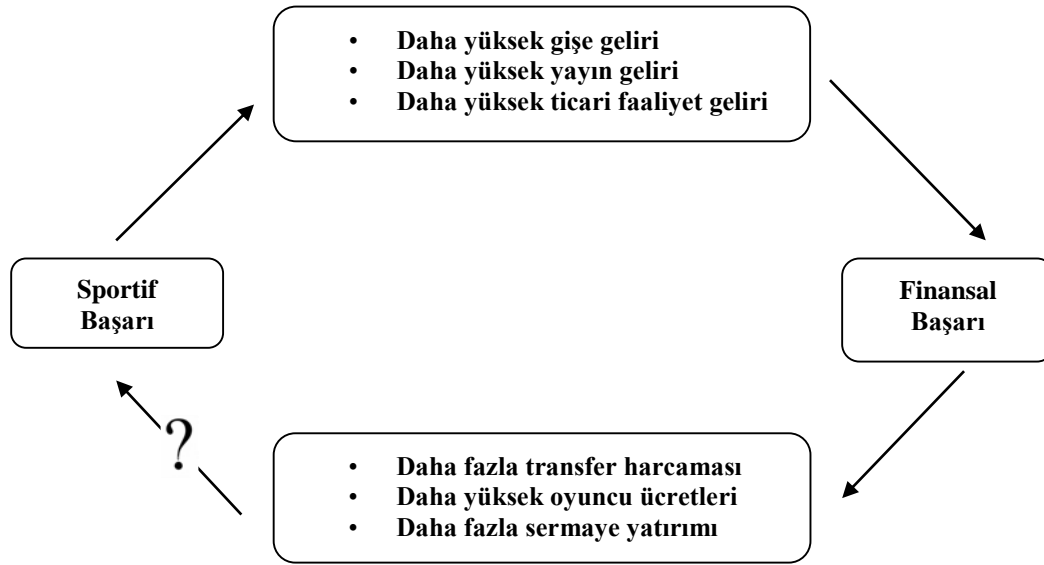 • Daha yüksek gişe geliri
• Daha yüksek yayın geliri
• Daha yüksek ticari faaliyet geliri
Sportif
Başarı
Finansal
Başarı
?
• Daha fazla transfer harcaması
• Daha yüksek oyuncu ücretleri
• Daha fazla sermaye yatırımı